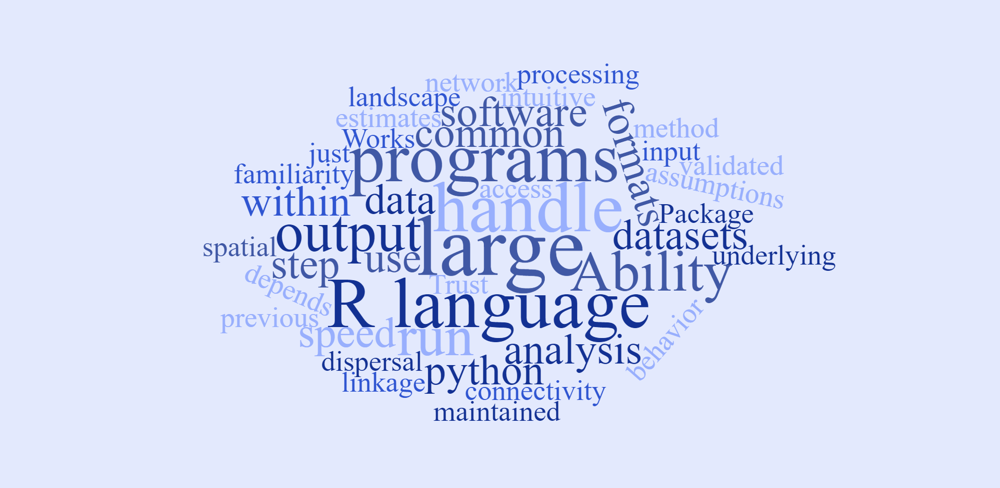 processing
network
landscape
intuitive
software
estimates
formats
method
common
Works
just
input
programs
validated
familiarity
assumptions
access
within
data
handle
Package
output
large
datasets
spatial
step
use
underlying
Ability
depends
Trust
R language
previous
speed
run
behavior
analysis
dispersal
python
linkage
connectivity
maintained